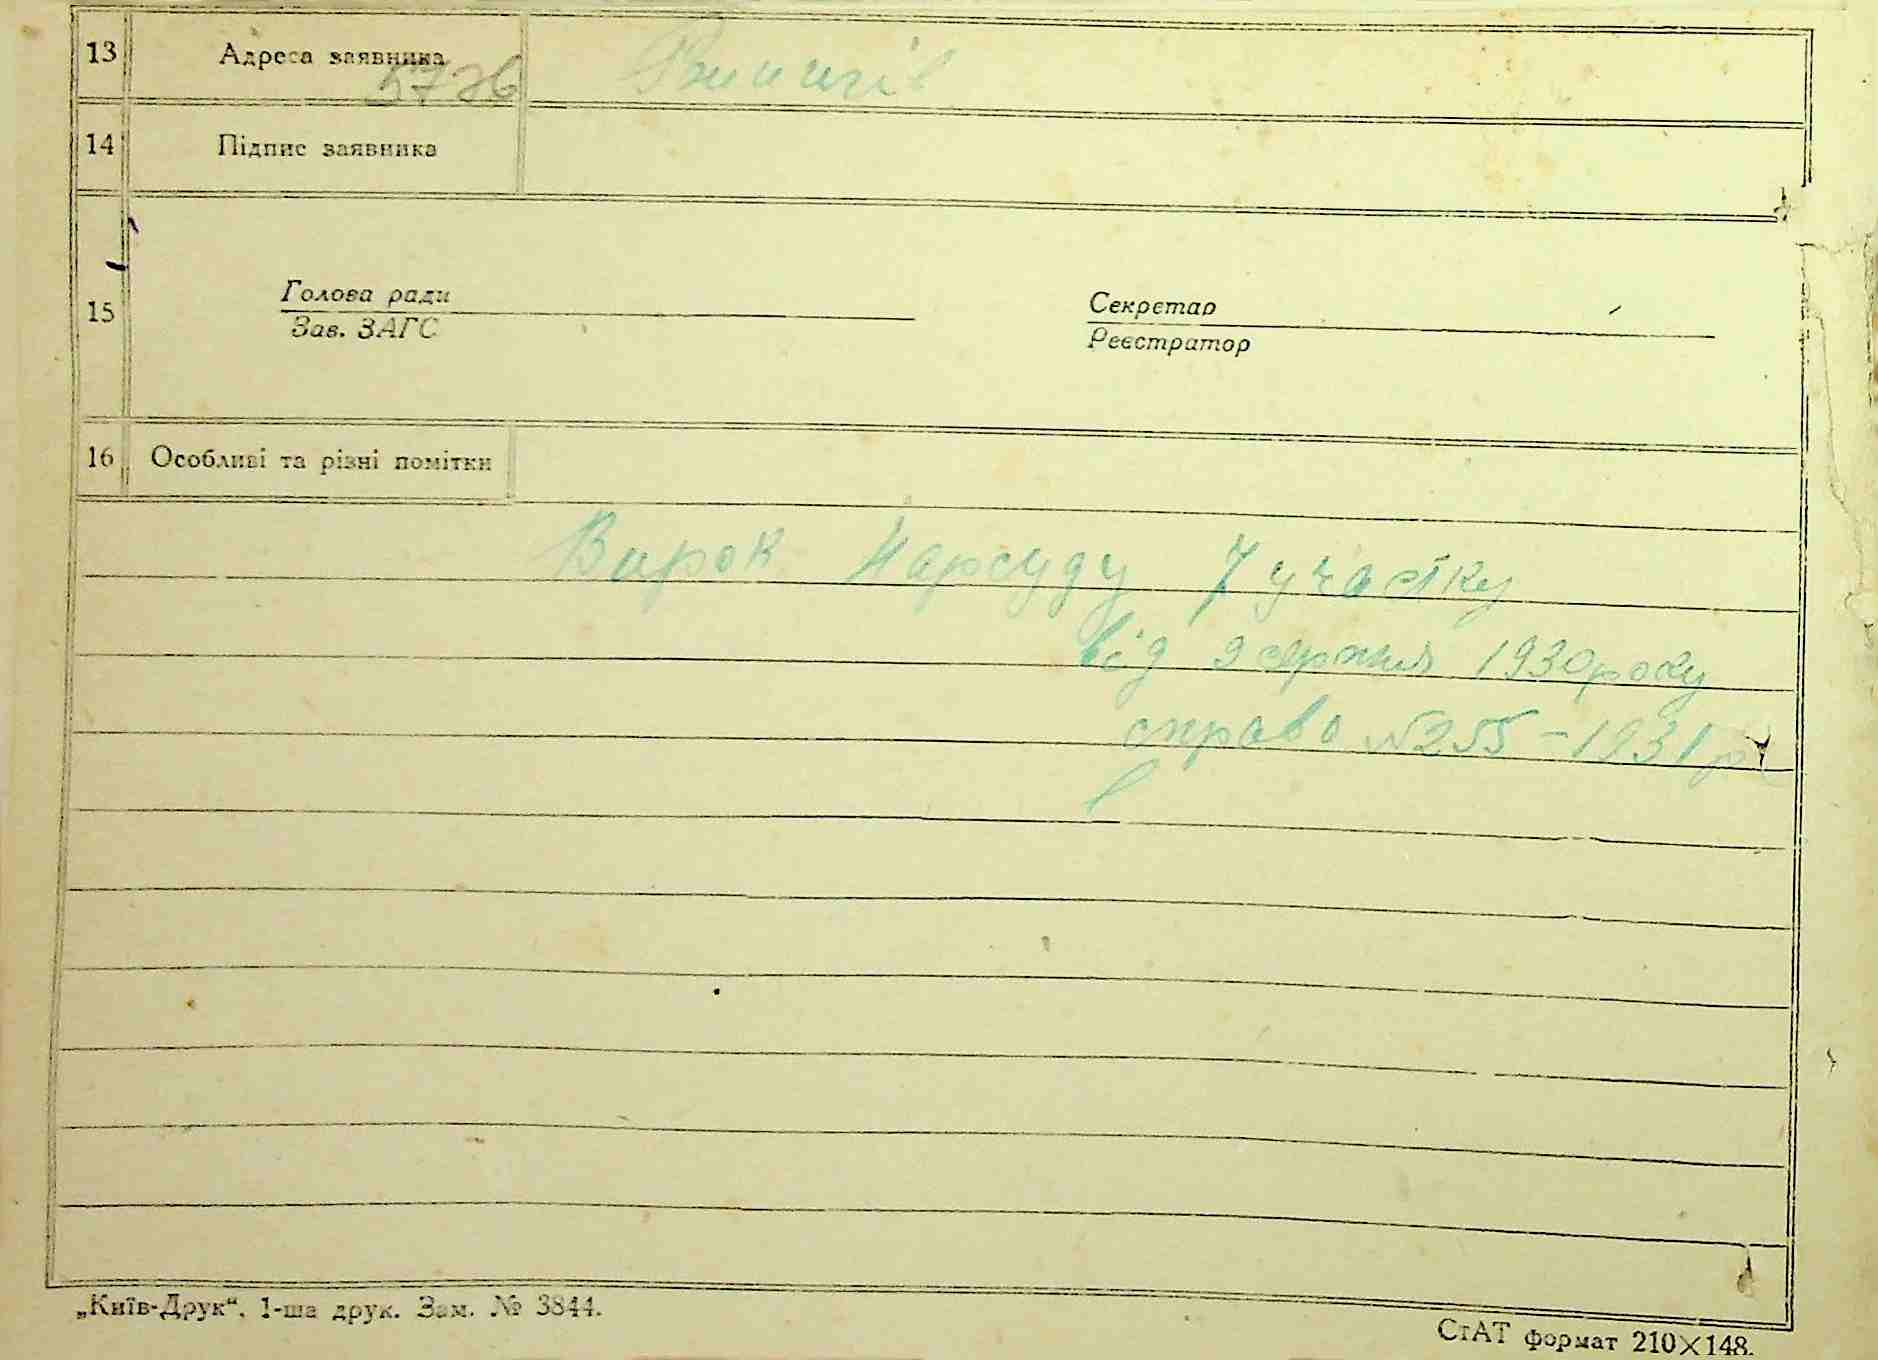 13 Адреса заявника
14 Підпис заявника
15 Голова ради Секретар
Зав. ЗАГС Реєстратор
16 Особливі та різні помітки
Вирок Нарсуду 7 участку
від 9 серпня 1930 року
справа №255-1931 р
„Київ-Друк“, 1-ша друк. Зам. № 3844.
СтАТ формат 210×148.